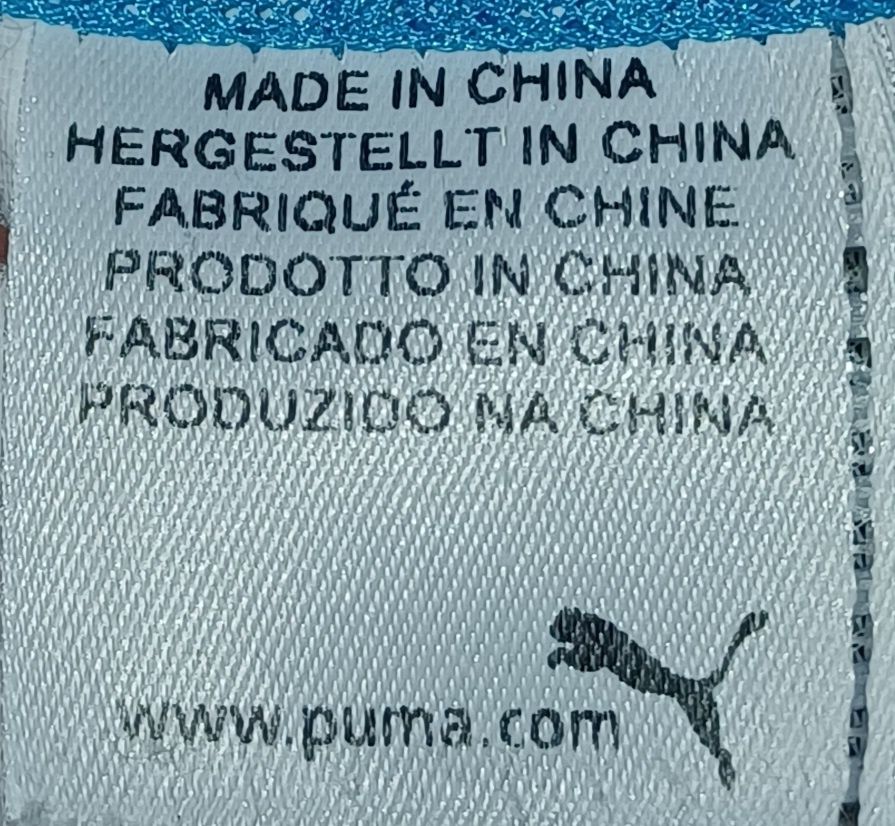 MADE IN CHINA
HERGESTELLT IN CHINA
FABRIQUÉ EN CHINE
PRODOTTO IN CHINA
FABRICADO EN CHINA
PRODUZIDO NA CHINA
www.puma.com